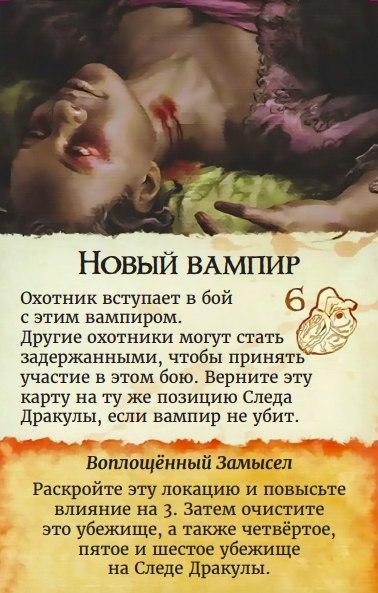 Новый вампир
Охотник вступает в бой
с этим вампиром.
6
Другие охотники могут стать
задержанными, чтобы принять
участие в этом бою. Верните эту
карту на ту же позицию Следа
Дракулы, если вампир не убит.
Воплощённый Замысел
Раскройте эту локацию и повысьте
влияние на 3. Затем очистите
это убежище, а также четвёртое,
пятое и шестое убежище
на Следе Дракулы.